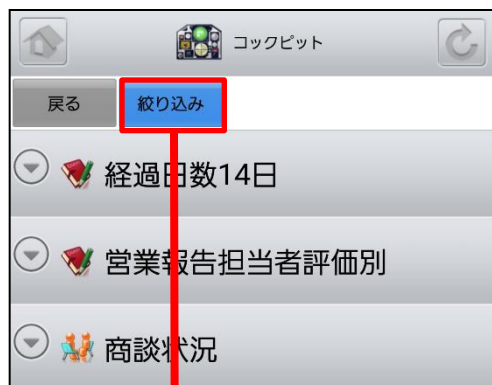 コックピット
戻る 絞り込み
経過日数14日
営業報告担当者評価別
商談状況